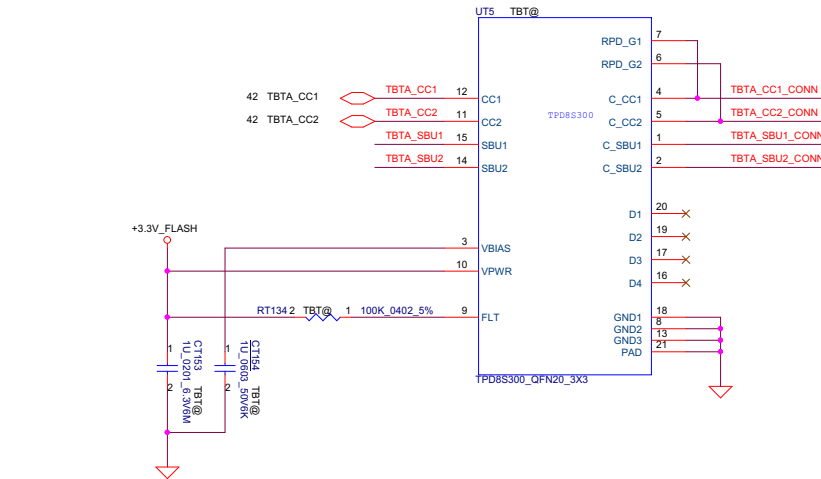 UT5 TBT@
RPD_G1 7
RPD_G2 6
42 TBTA_CC1 TBTA_CC1 12 CC1 TPD8S300 C_CC1 4 TBTA_CC1_CONN
42 TBTA_CC2 TBTA_CC2 11 CC2 C_CC2 5 TBTA_CC2_CONN
TBTA_SBU1 15 SBU1 C_SBU1 1 TBTA_SBU1_CONN
TBTA_SBU2 14 SBU2 C_SBU2 2 TBTA_SBU2_CONN
D1 20
D2 19
D3 17
D4 16
+3.3V_FLASH
3 VBIAS
10 VPWR
RT134 2 TBT@ 1 100K_0402_5% 9 FLT
GND1 18
GND2 8
GND3 13
PAD 21
TPD8S300_QFN20_3X3
1 2
CT153
1U_0201_6.3V6M
TBT@
1 2
CT154
1U_0603_50V6K
TBT@